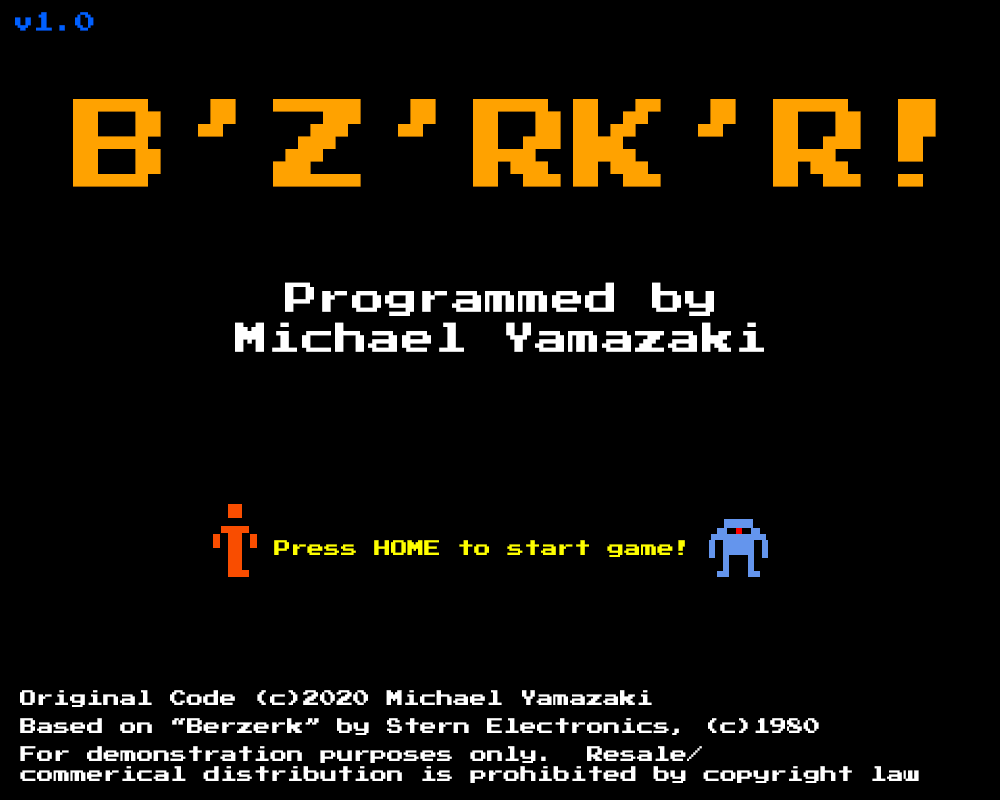 v1.0
B'Z'RK'R!
Programmed by
Michael Yamazaki
Press HOME to start game!
Original Code (c)2020 Michael Yamazaki
Based on “Berzerk” by Stern Electronics, (c)1980
For demonstration purposes only.  Resale/
commerical distribution is prohibited by copyright law